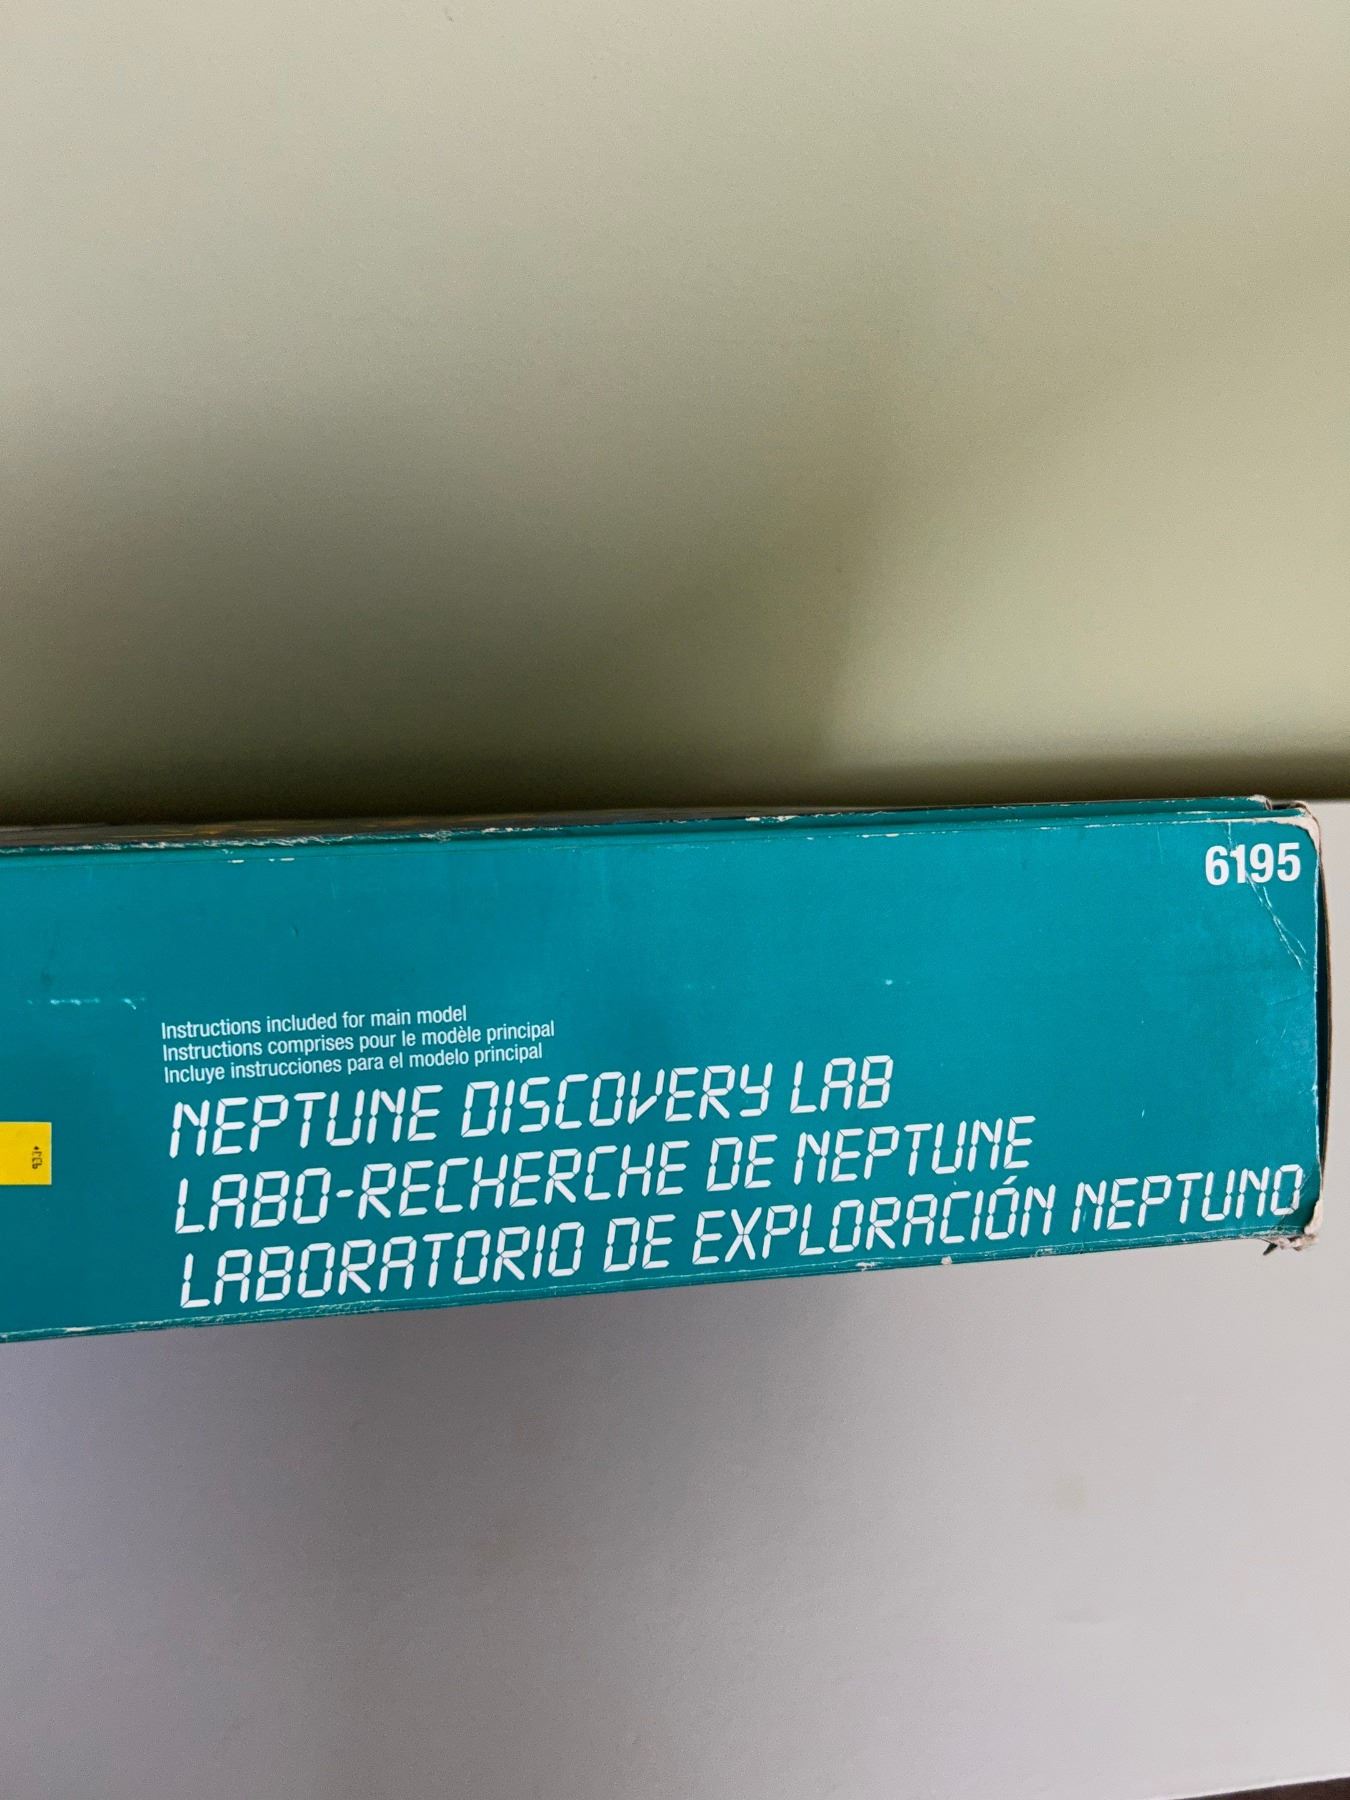 6195
Instructions included for main model
Instructions comprises pour le modèle principal
Incluye instrucciones para el modelo principal
NEPTUNE DISCOVERY LAB
LABO-RECHERCHE DE NEPTUNE
LABORATORIO DE EXPLORACIÓN NEPTUNO